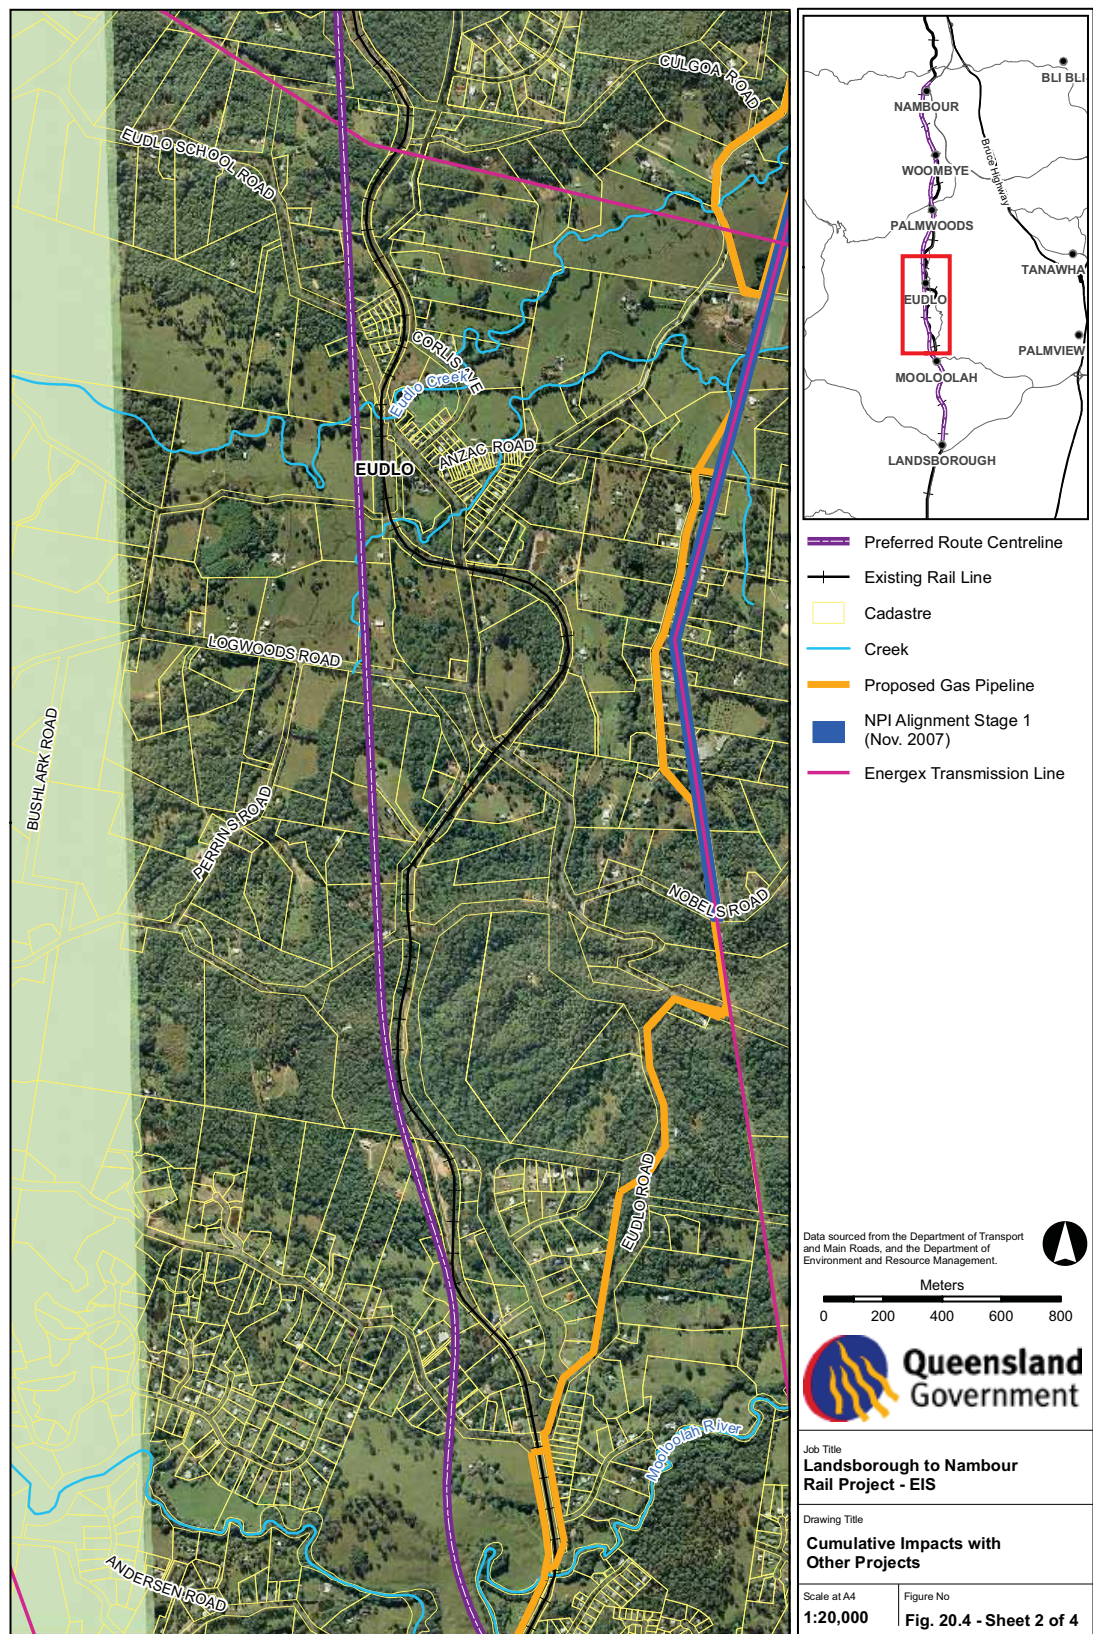 CULGOA ROAD
EUDLO SCHOOL ROAD
CORLIS AVE
Eudlo Creek
ANZAC ROAD
EUDLO
LOGWOODS ROAD
BUSHLARK ROAD
PERRINS ROAD
NOBELS ROAD
EUDLO ROAD
Mooloolah River
ANDERSEN ROAD
BLI BLI
NAMBOUR
Bruce Highway
WOOMBYE
PALMWOODS
TANAWHA
EUDLO
PALMVIEW
MOOLOOLAH
LANDSBOROUGH
Preferred Route Centreline
Existing Rail Line
Cadastre
Creek
Proposed Gas Pipeline
NPI Alignment Stage 1
(Nov. 2007)
Energex Transmission Line
Data sourced from the Department of Transport
and Main Roads, and the Department of
Environment and Resource Management.
Meters
0 200 400 600 800
Queensland
Government
Job Title
Landsborough to Nambour
Rail Project - EIS
Drawing Title
Cumulative Impacts with
Other Projects
Scale at A4
1:20,000
Figure No
Fig. 20.4 - Sheet 2 of 4